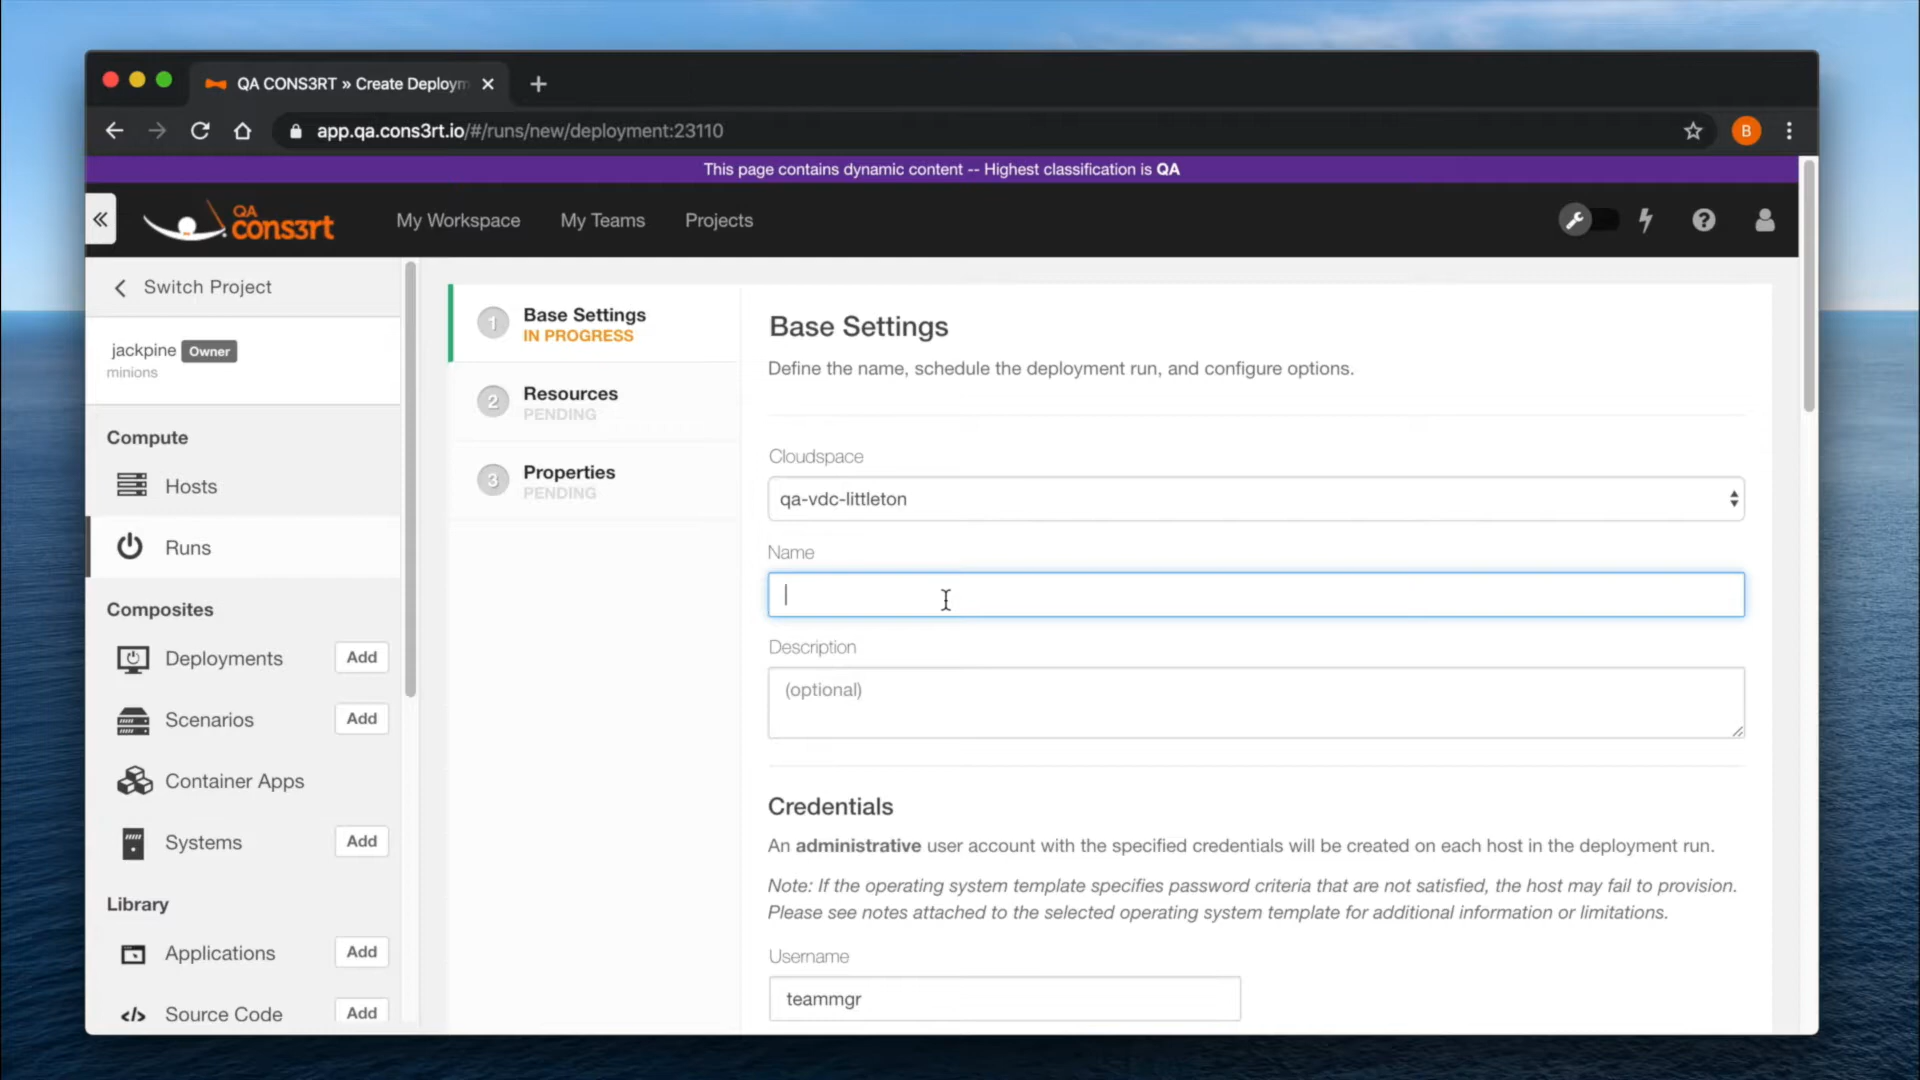 QA CONS3RT » Create Deploym
app.qa.cons3rt.io/#/runs/new/deployment:23110
B
This page contains dynamic content -- Highest classification is QA
QA
cons3rt
My Workspace
My Teams
Projects
Switch Project
jackpine Owner
minions
Compute
Hosts
Runs
Composites
Deployments Add
Scenarios Add
Container Apps
Systems Add
Library
Applications Add
Source Code Add
1 Base Settings
IN PROGRESS
2 Resources
PENDING
3 Properties
PENDING
Base Settings
Define the name, schedule the deployment run, and configure options.
Cloudspace
qa-vdc-littleton
Name
Description
(optional)
Credentials
An administrative user account with the specified credentials will be created on each host in the deployment run.
Note: If the operating system template specifies password criteria that are not satisfied, the host may fail to provision.
Please see notes attached to the selected operating system template for additional information or limitations.
Username
teammgr